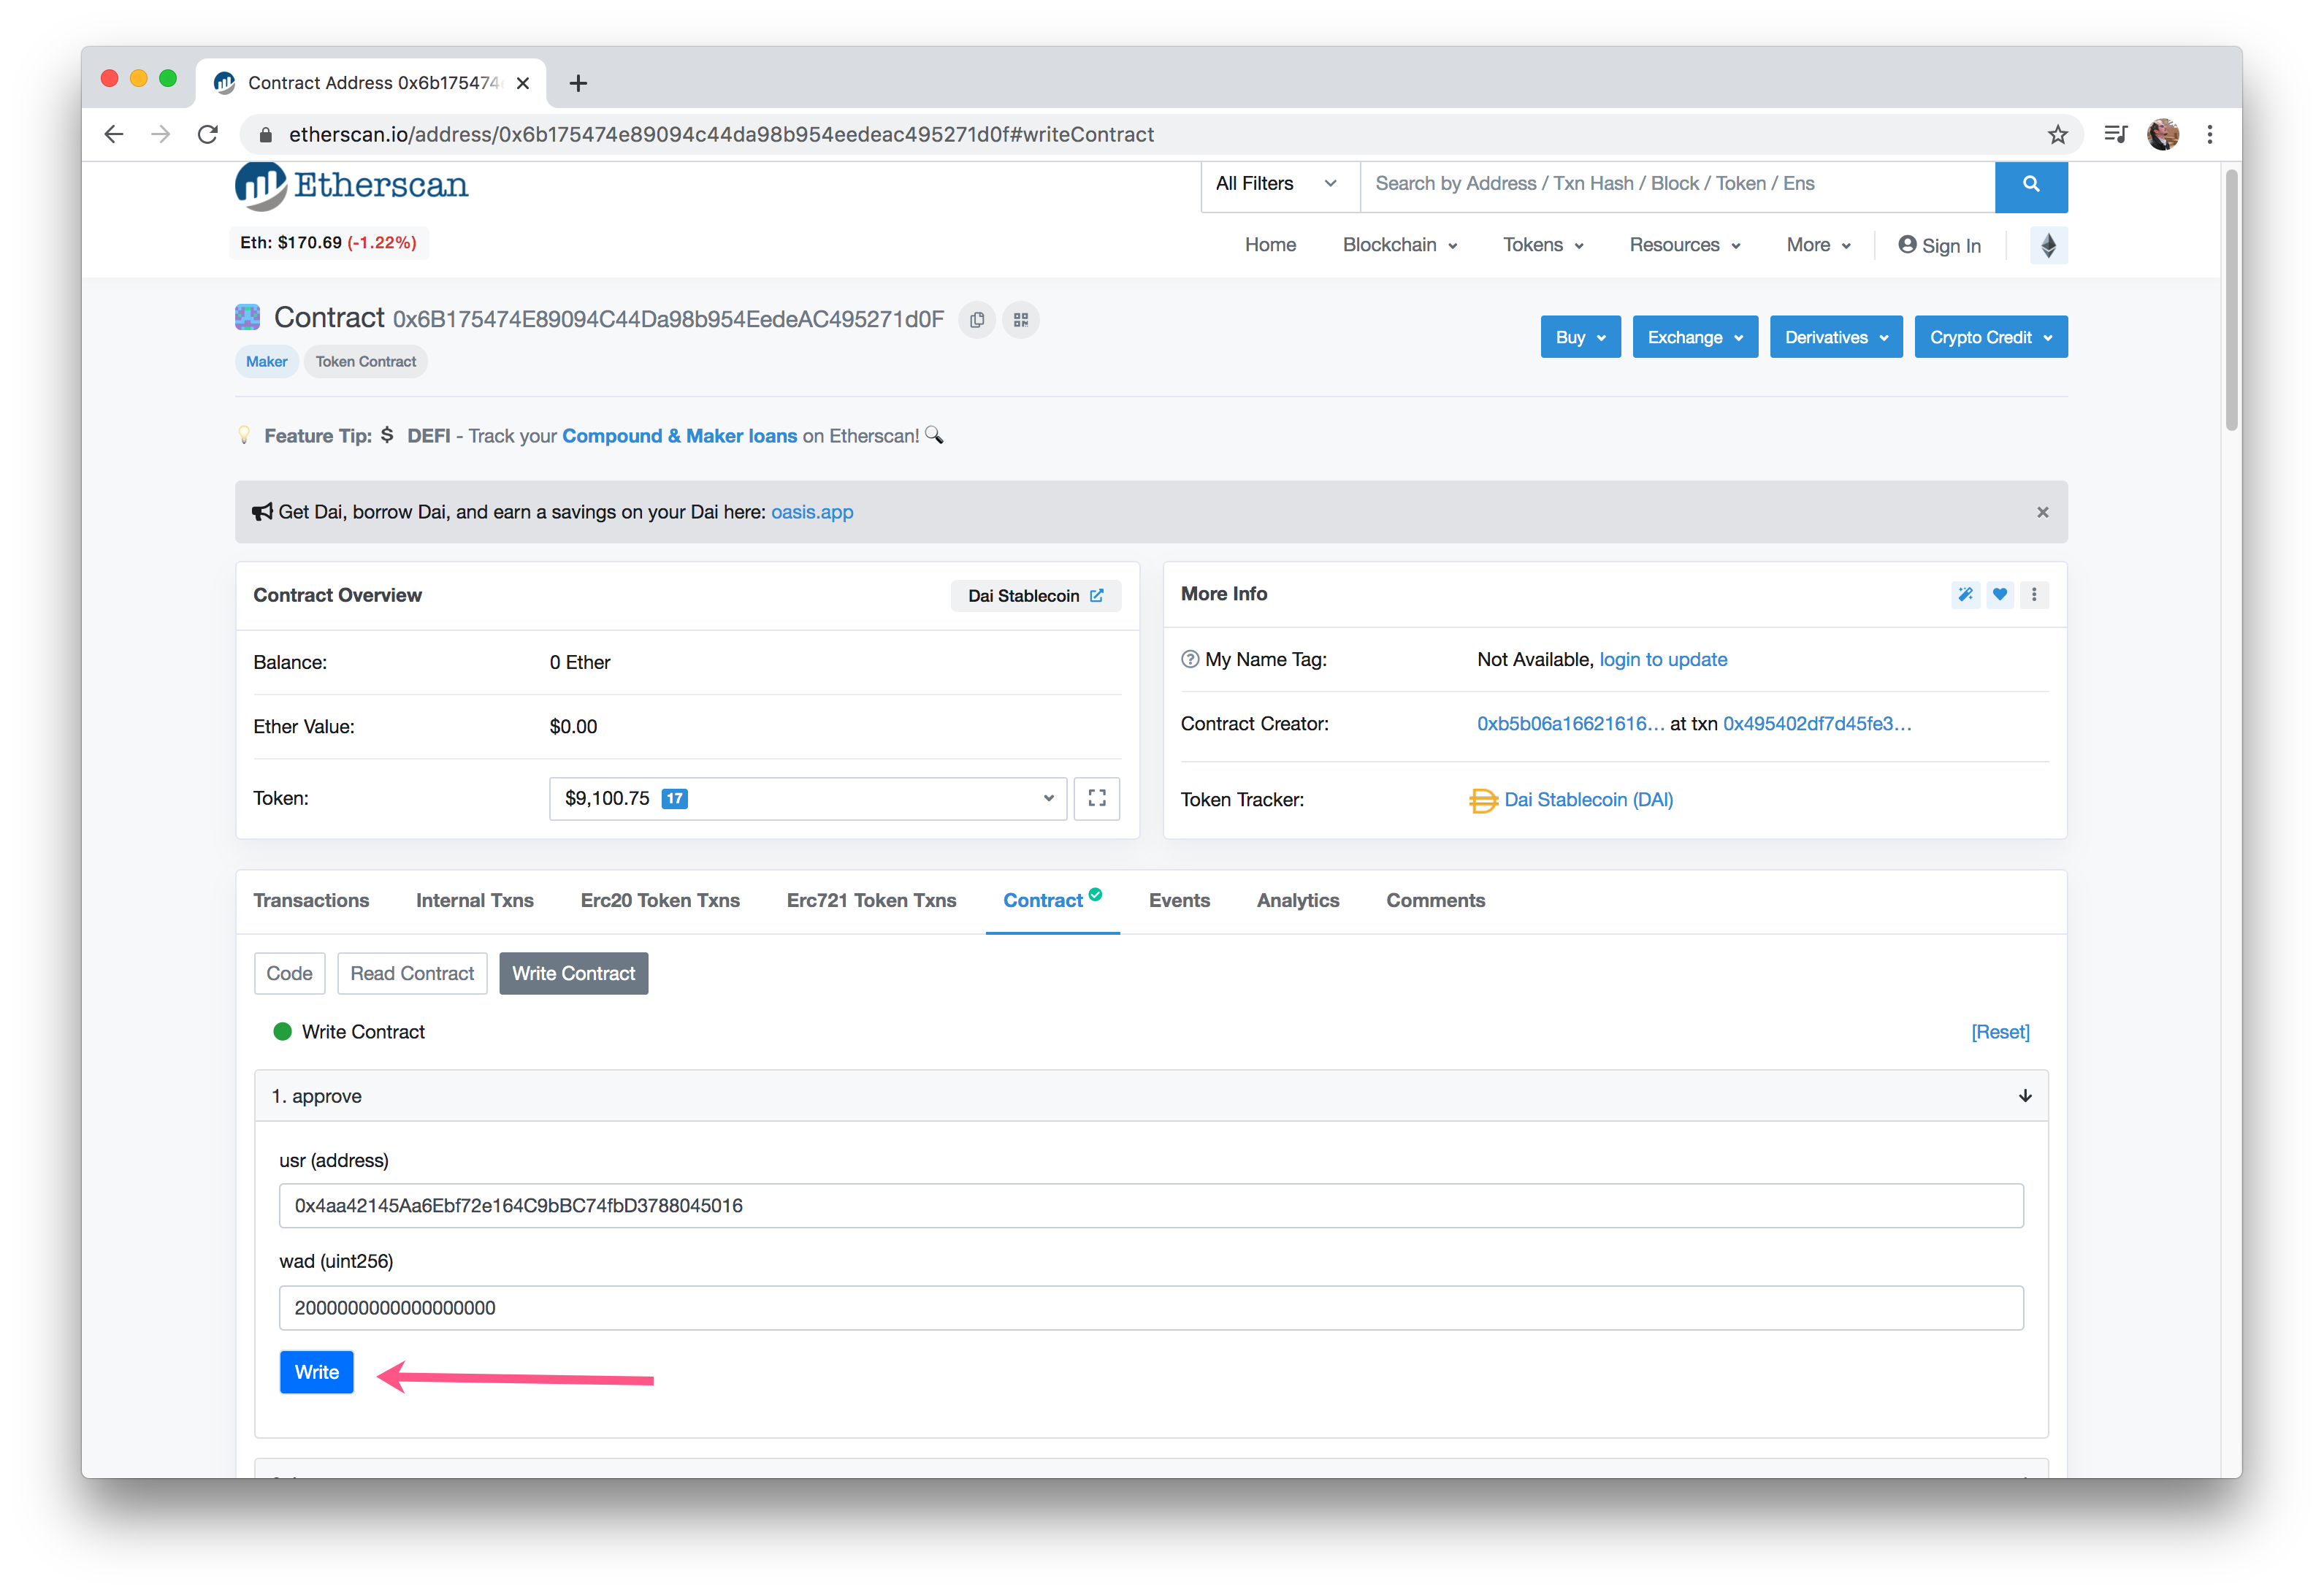 Contract Address 0x6b175474
etherscan.io/address/0x6b175474e89094c44da98b954eedeac495271d0f#writeContract
Etherscan
All Filters
Search by Address / Txn Hash / Block / Token / Ens
Eth: $170.69 (-1.22%)
Home
Blockchain
Tokens
Resources
More
Sign In
Contract 0x6B175474E89094C44Da98b954EedeAC495271d0F
Buy
Exchange
Derivatives
Crypto Credit
Maker
Token Contract
Feature Tip: $ DEFI - Track your Compound & Maker loans on Etherscan!
Get Dai, borrow Dai, and earn a savings on your Dai here: oasis.app
×
Contract Overview
Dai Stablecoin
Balance:
0 Ether
Ether Value:
$0.00
Token:
$9,100.75 17
More Info
My Name Tag:
Not Available, login to update
Contract Creator:
0xb5b06a16621616... at txn 0x495402df7d45fe3...
Token Tracker:
Dai Stablecoin (DAI)
Transactions
Internal Txns
Erc20 Token Txns
Erc721 Token Txns
Contract
Events
Analytics
Comments
Code
Read Contract
Write Contract
Write Contract
[Reset]
1. approve
usr (address)
0x4aa42145Aa6Ebf72e164C9bBC74fbD3788045016
wad (uint256)
2000000000000000000
Write